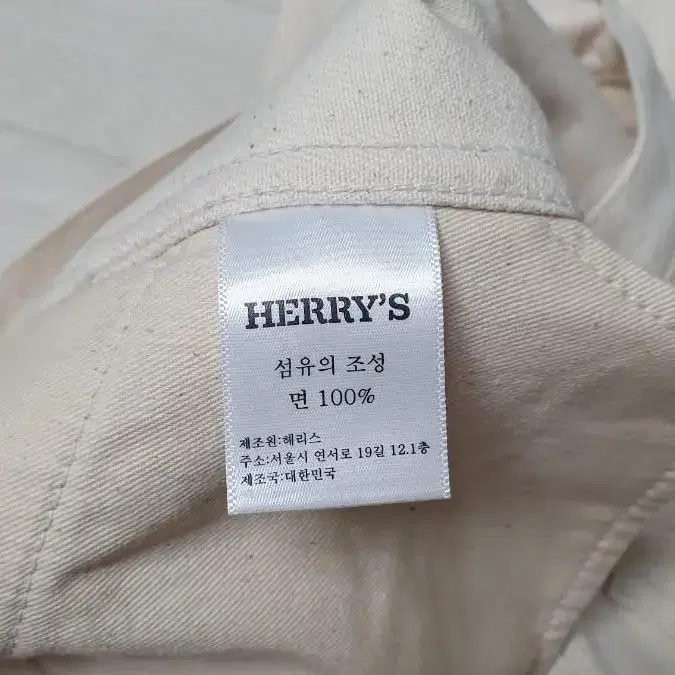 HERRY'S
섬유의 조성
면 100%
제조원:헤리스
주소:서울시 연서로 19길 12.1층
제조국:대한민국